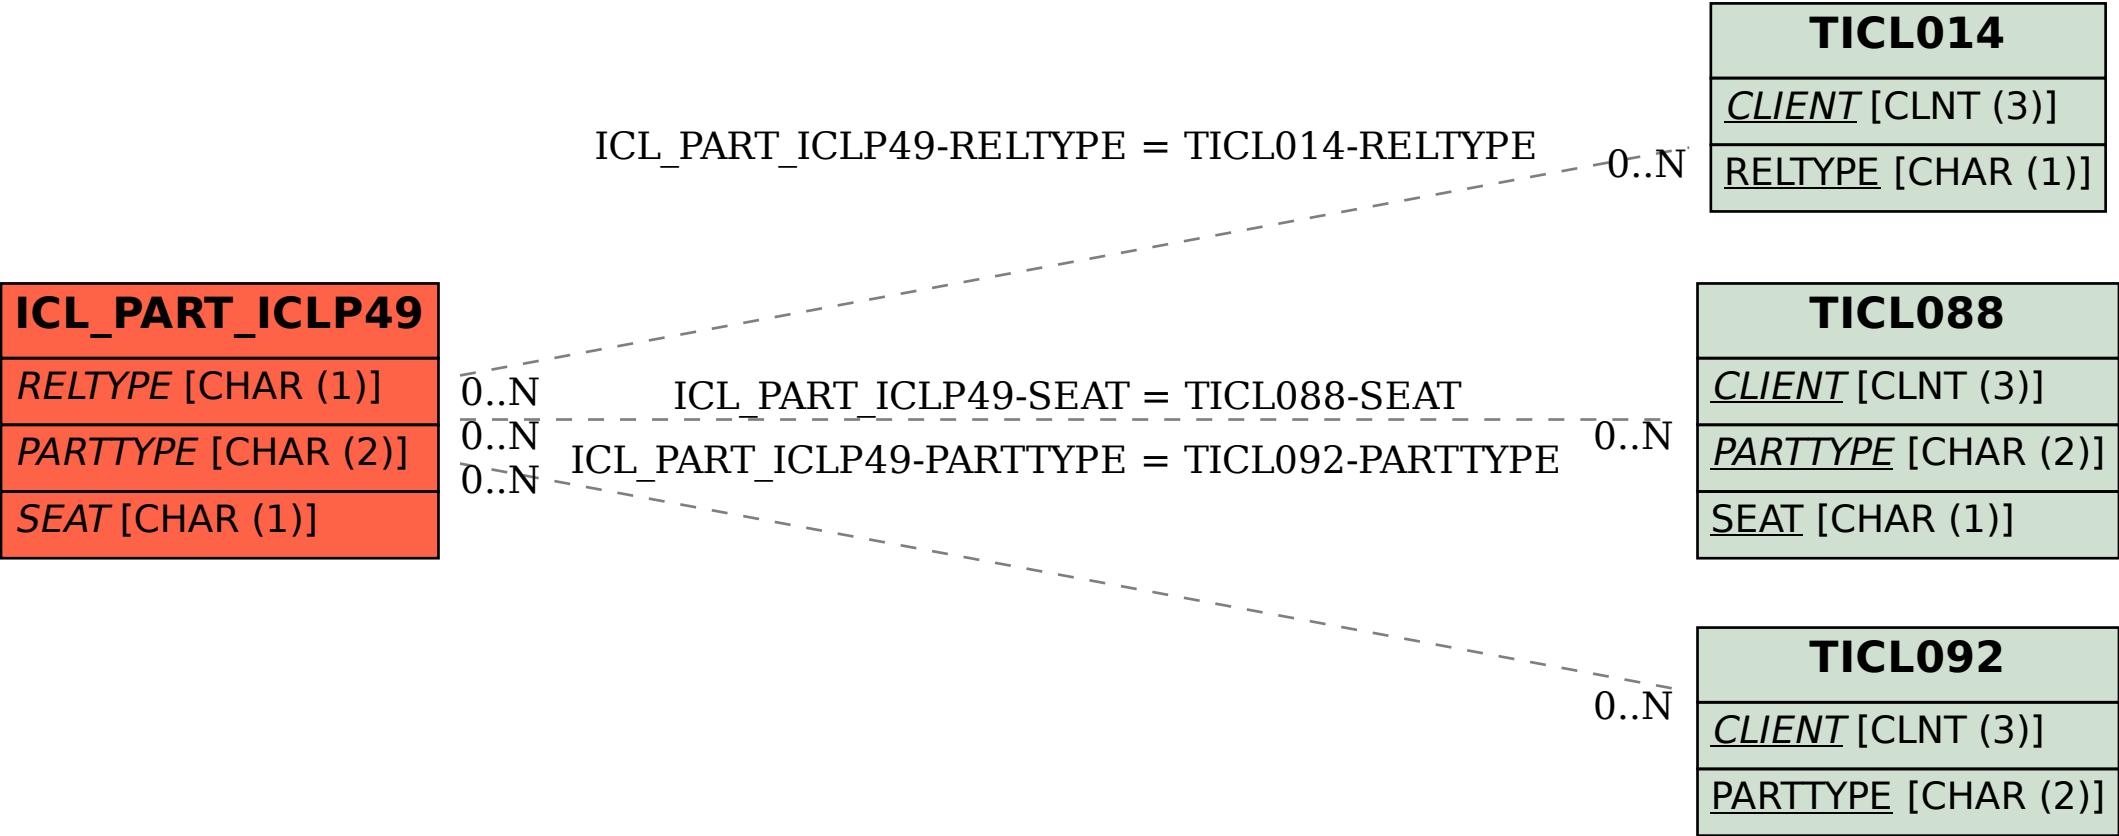 TICL014
CLIENT [CLNT (3)]
RELTYPE [CHAR (1)]
ICL_PART_ICLP49-RELTYPE = TICL014-RELTYPE
0..N
ICL_PART_ICLP49
RELTYPE [CHAR (1)]
PARTTYPE [CHAR (2)]
SEAT [CHAR (1)]
0..N
0..N
0..N
ICL_PART_ICLP49-SEAT = TICL088-SEAT
0..N
ICL_PART_ICLP49-PARTTYPE = TICL092-PARTTYPE
TICL088
CLIENT [CLNT (3)]
PARTTYPE [CHAR (2)]
SEAT [CHAR (1)]
0..N
TICL092
CLIENT [CLNT (3)]
PARTTYPE [CHAR (2)]